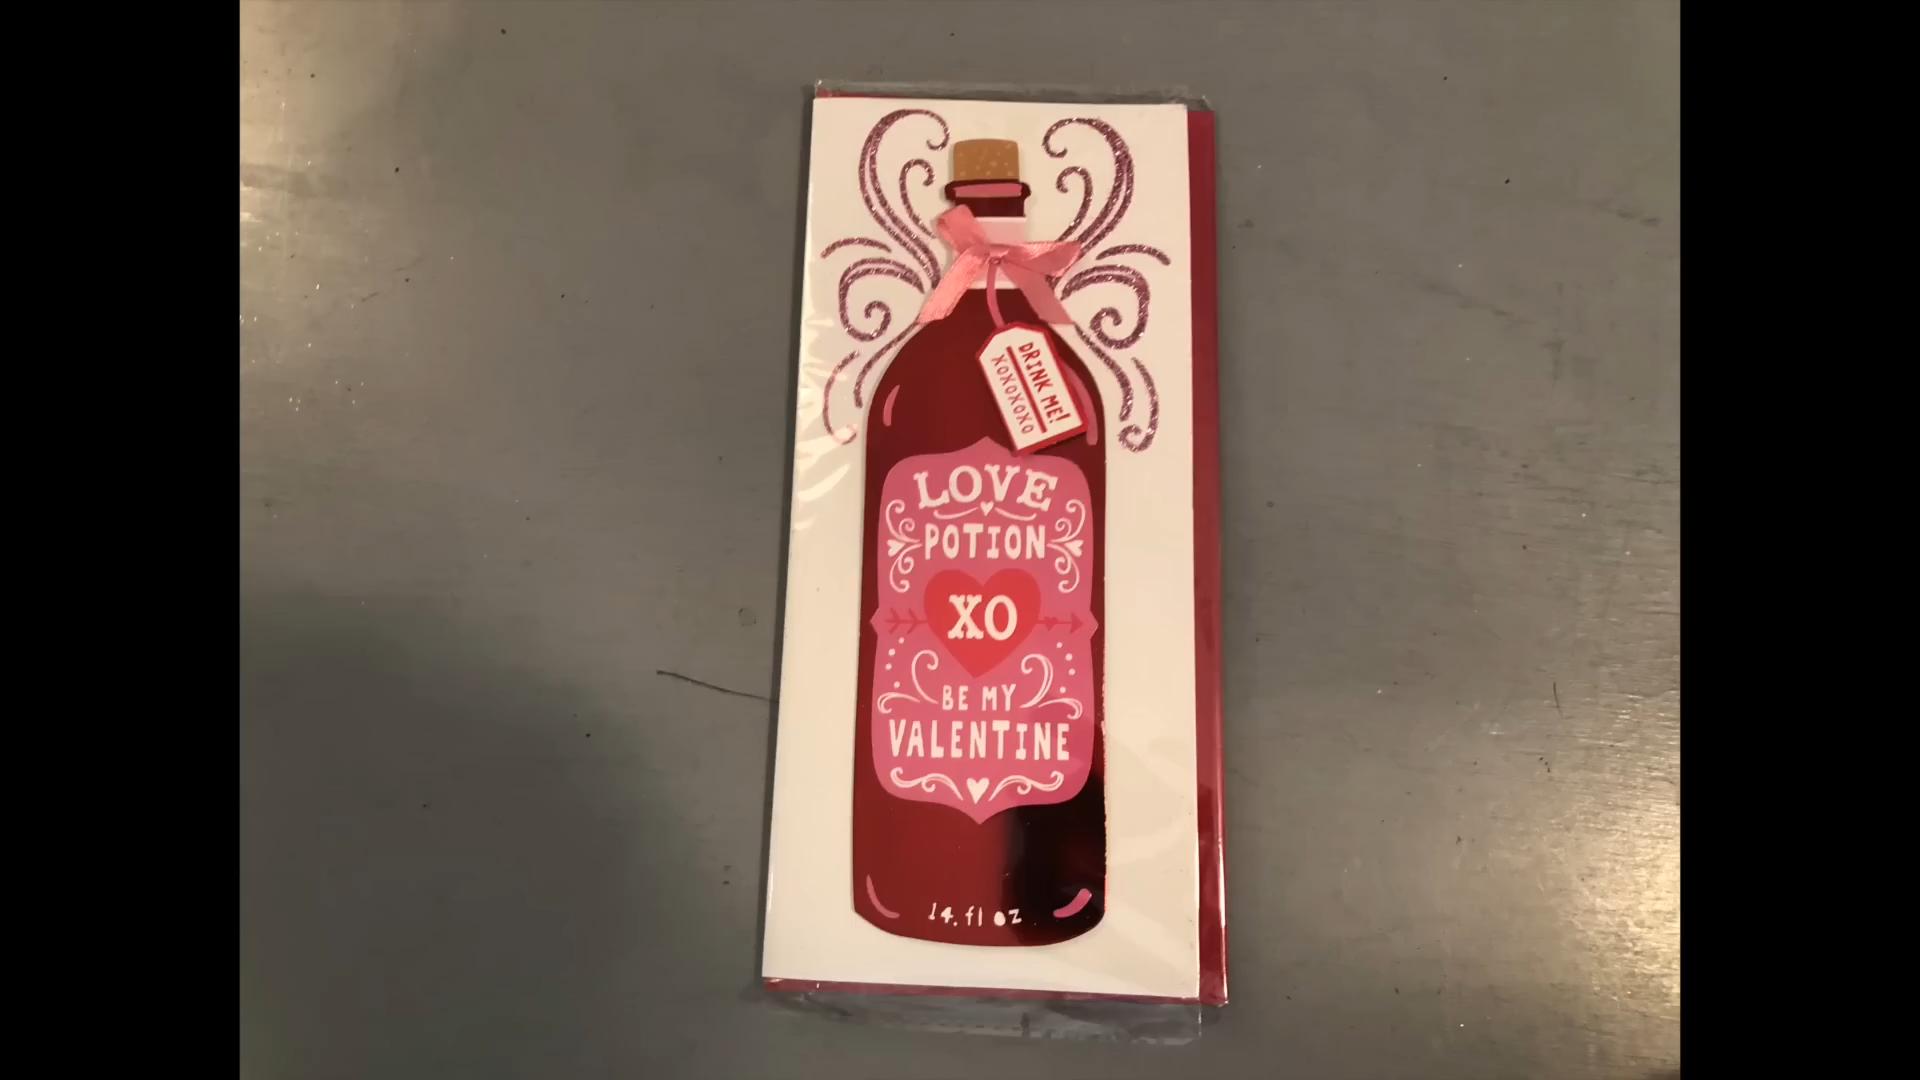 DRINK ME!
XOXOXOXO
LOVE
POTION
XO
BE MY
VALENTINE
14.fl oz